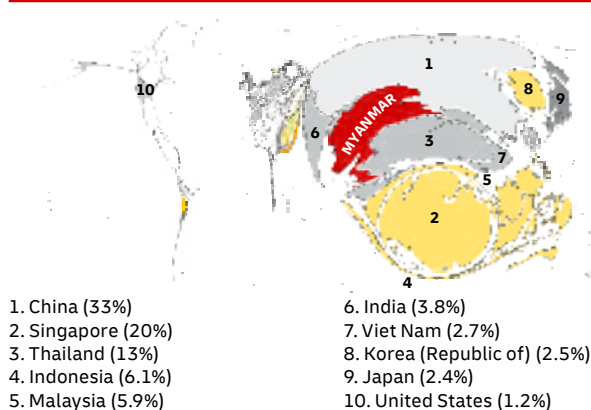 1
8
9
10
MYANMAR
6
3
7
5
2
4
1. China (33%)
2. Singapore (20%)
3. Thailand (13%)
4. Indonesia (6.1%)
5. Malaysia (5.9%)
6. India (3.8%)
7. Viet Nam (2.7%)
8. Korea (Republic of) (2.5%)
9. Japan (2.4%)
10. United States (1.2%)